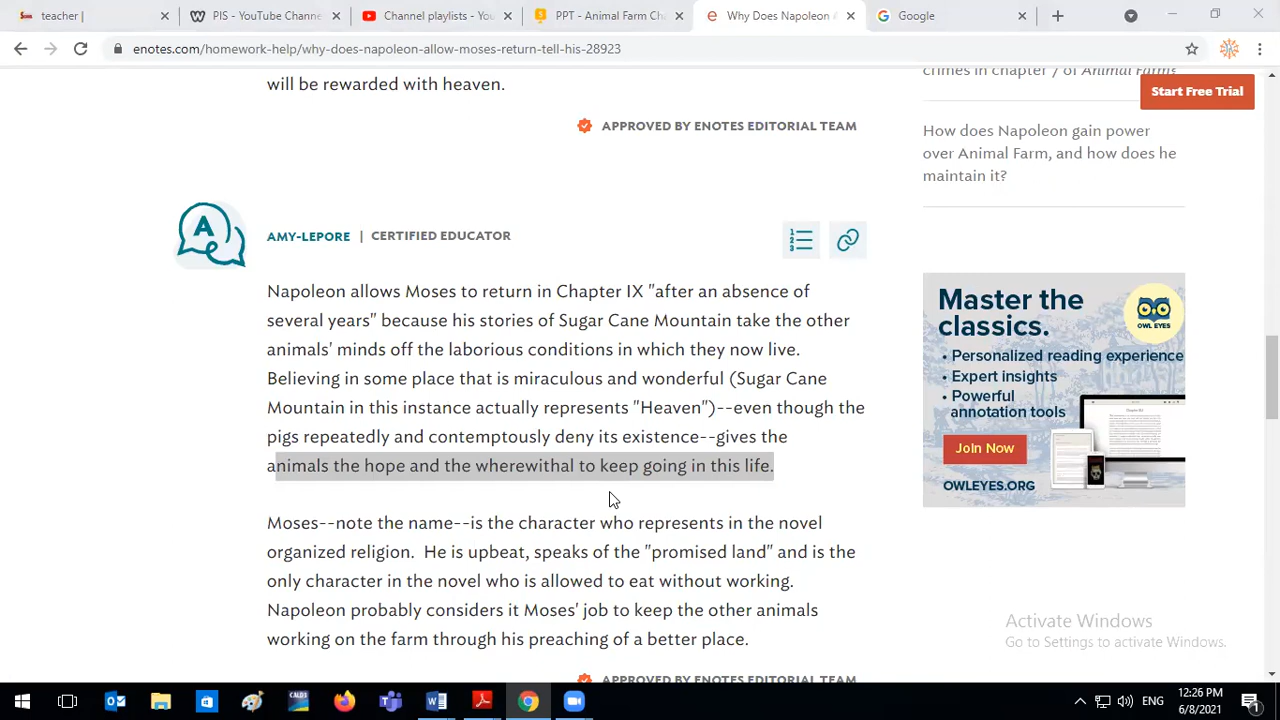 teacher |
PIS - YouTube Channe
Channel playlists - You
PPT - Animal Farm Cha
Why Does Napoleon A
Google
enotes.com/homework-help/why-does-napoleon-allow-moses-return-tell-his-28923
will be rewarded with heaven.
APPROVED BY ENOTES EDITORIAL TEAM
crimes in chapter 7 of Animal Farm?
Start Free Trial
How does Napoleon gain power
over Animal Farm, and how does he
maintain it?
AMY-LEPORE | CERTIFIED EDUCATOR
Napoleon allows Moses to return in Chapter IX "after an absence of
several years" because his stories of Sugar Cane Mountain take the other
animals' minds off the laborious conditions in which they now live.
Believing in some place that is miraculous and wonderful (Sugar Cane
Mountain in this instance actually represents "Heaven")--even though the
pigs repeatedly and contemptously deny its existence--gives the
animals the hope and the wherewithal to keep going in this life.
Moses--note the name--is the character who represents in the novel
organized religion.  He is upbeat, speaks of the "promised land" and is the
only character in the novel who is allowed to eat without working.
Napoleon probably considers it Moses' job to keep the other animals
working on the farm through his preaching of a better place.
APPROVED BY ENOTES EDITORIAL TEAM
Master the
classics.
OWL EYES
• Personalized reading experience
• Expert insights
• Powerful
annotation tools
Join Now
OWLEYES.ORG
Activate Windows
Go to Settings to activate Windows.
ENG
12:26 PM
6/8/2021